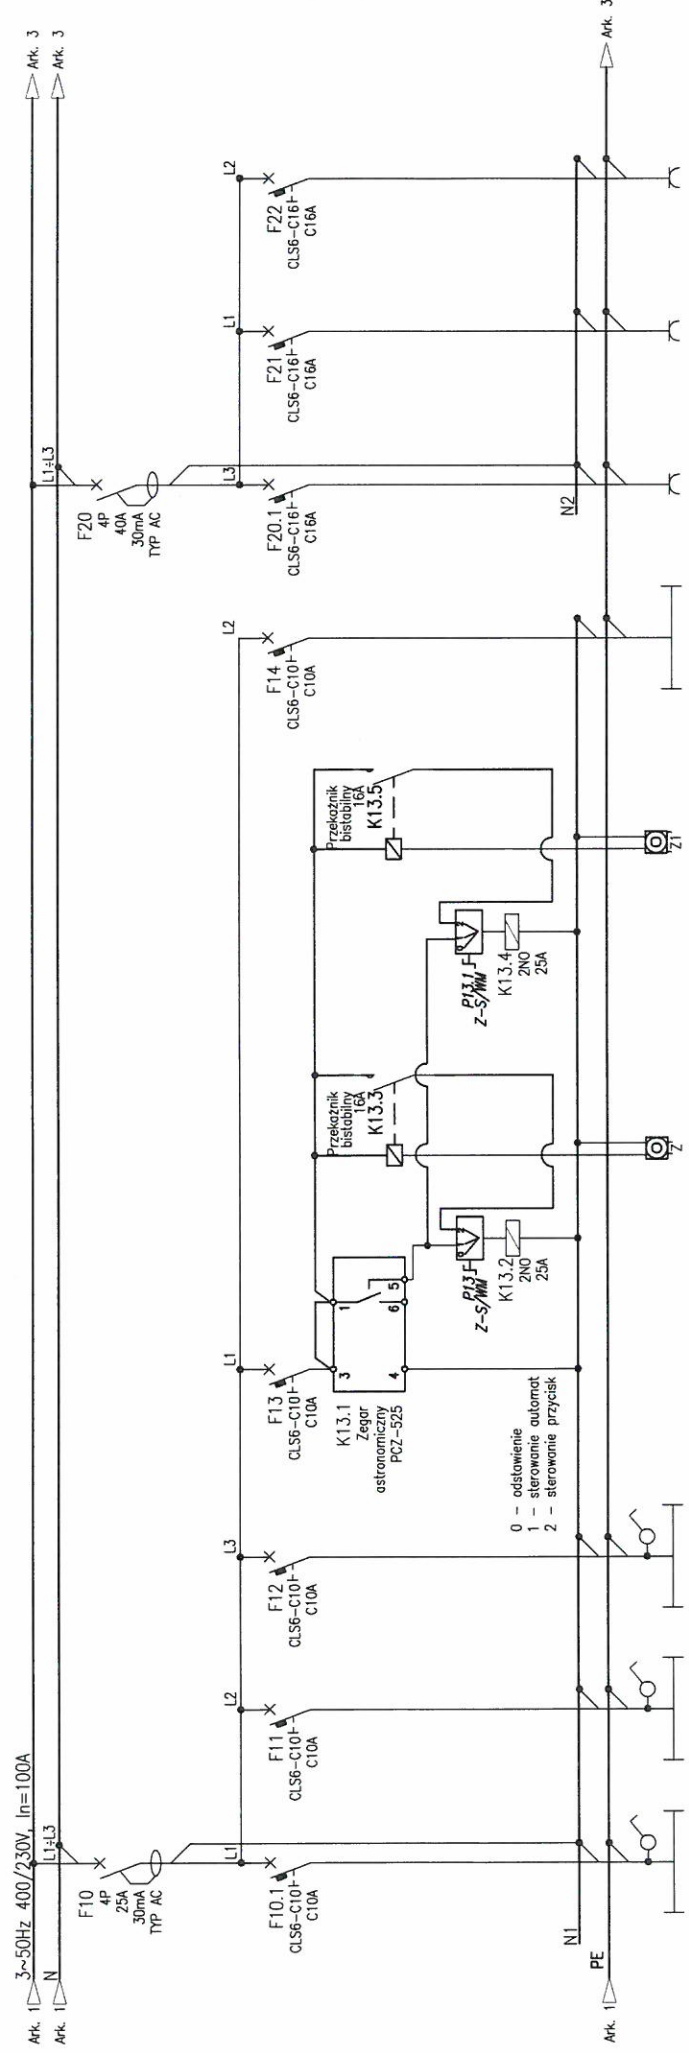 Ark. 1
3~50Hz 400/230V, In=100A
Ark. 3
Ark. 1
N
Ark. 3
L1÷L3
F10
4P
25A
30mA
TYP AC
L1÷L3
F20
4P
40A
30mA
TYP AC
L1
F10.1
CLS6-C10
C10A
L2
F11
CLS6-C10
C10A
L3
F12
CLS6-C10
C10A
L1
F13
CLS6-C10
C10A
L2
F14
CLS6-C10
C10A
L3
F20.1
CLS6-C16
C16A
L1
F21
CLS6-C16
C16A
L2
F22
CLS6-C16
C16A
K13.1
Zegar
astronomiczny
PCZ-525
3
1
4
6
5
Przekaźnik
bistabilny
16A
K13.3
Przekaźnik
bistabilny
16A
K13.5
P13
Z-S/WM
K13.2
2NO
25A
P13.1
Z-S/WM
K13.4
2NO
25A
0 - odstawienie
1 - sterowanie automat
2 - sterowanie przycisk
N1
N2
Ark. 1
PE
Ark. 3
Z
Z1